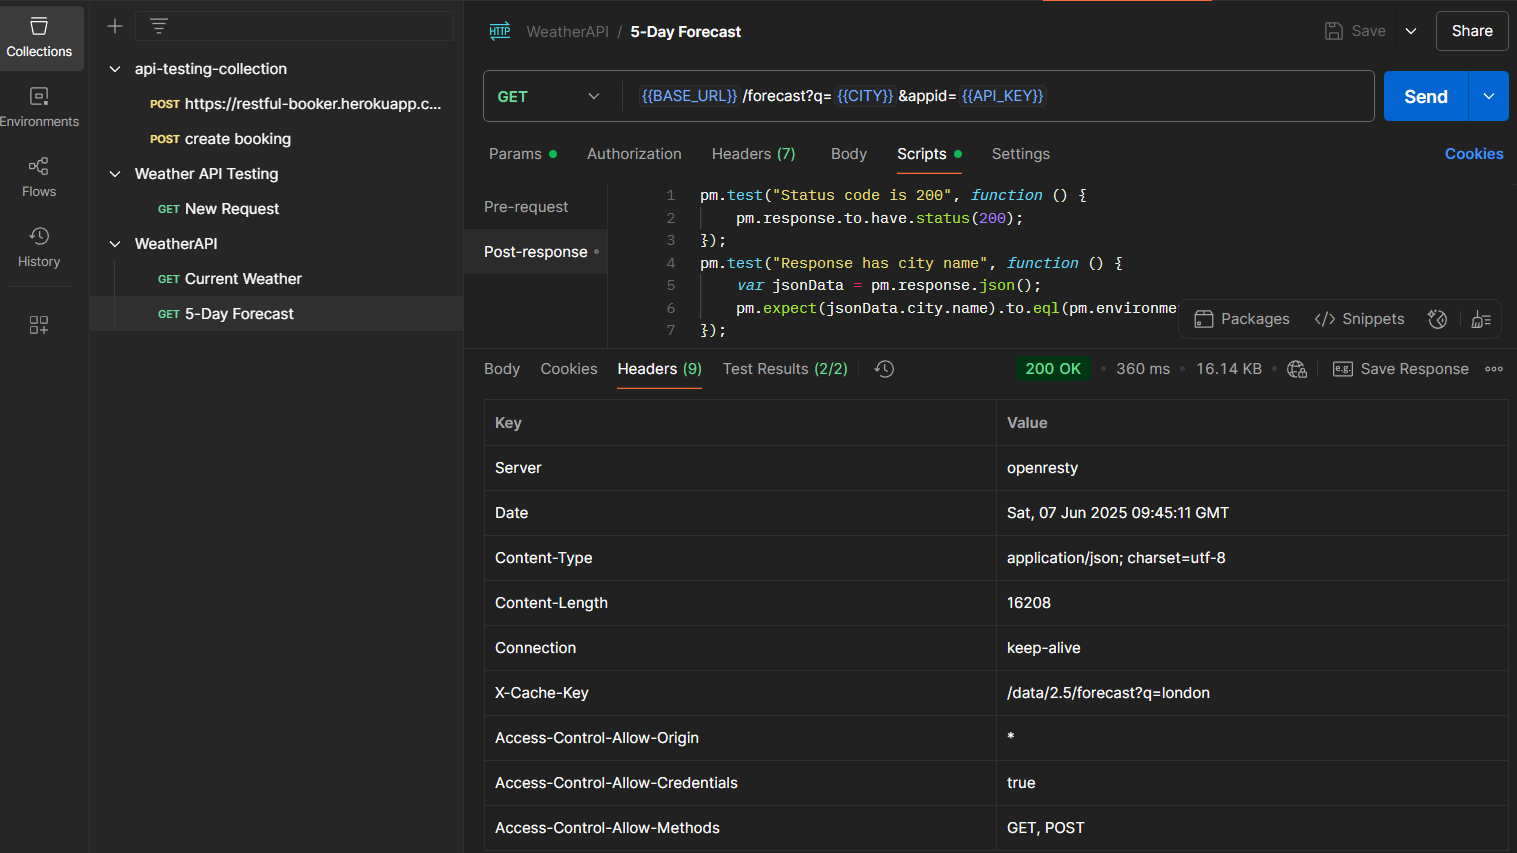 Collections
Environments
Flows
History
api-testing-collection
POST https://restful-booker.herokuapp.c...
POST create booking
Weather API Testing
GET New Request
WeatherAPI
GET Current Weather
GET 5-Day Forecast
HTTP WeatherAPI / 5-Day Forecast
Save
Share
GET {{BASE_URL}} /forecast?q= {{CITY}} &appid= {{API_KEY}}
Send
Params Authorization Headers (7) Body Scripts Settings
Cookies
Pre-request
Post-response
1 pm.test("Status code is 200", function () {
2 pm.response.to.have.status(200);
3 });
4 pm.test("Response has city name", function () {
5 var jsonData = pm.response.json();
6 pm.expect(jsonData.city.name).to.eql(pm.environme
7 });
Packages </> Snippets
Body Cookies Headers (9) Test Results (2/2)
200 OK • 360 ms • 16.14 KB
e.g. Save Response
Key Value
Server openresty
Date Sat, 07 Jun 2025 09:45:11 GMT
Content-Type application/json; charset=utf-8
Content-Length 16208
Connection keep-alive
X-Cache-Key /data/2.5/forecast?q=london
Access-Control-Allow-Origin *
Access-Control-Allow-Credentials true
Access-Control-Allow-Methods GET, POST